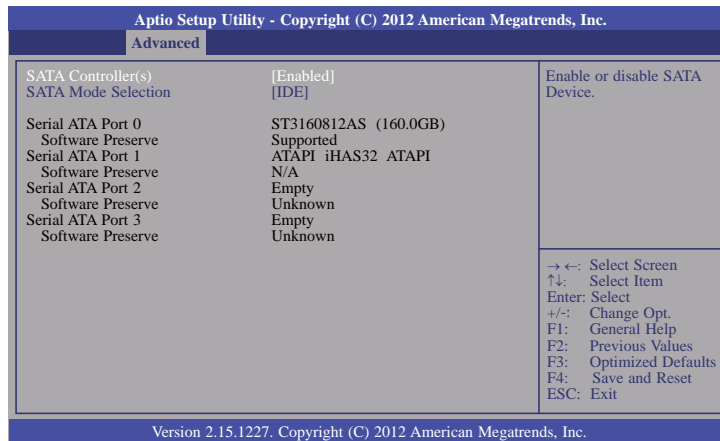 Aptio Setup Utility - Copyright (C) 2012 American Megatrends, Inc.
Advanced
SATA Controller(s) [Enabled]
SATA Mode Selection [IDE]
Serial ATA Port 0 ST3160812AS (160.0GB)
Software Preserve Supported
Serial ATA Port 1 ATAPI iHAS32 ATAPI
Software Preserve N/A
Serial ATA Port 2 Empty
Software Preserve Unknown
Serial ATA Port 3 Empty
Software Preserve Unknown
Enable or disable SATA
Device.
→←: Select Screen
↑↓: Select Item
Enter: Select
+/-: Change Opt.
F1: General Help
F2: Previous Values
F3: Optimized Defaults
F4: Save and Reset
ESC: Exit
Version 2.15.1227. Copyright (C) 2012 American Megatrends, Inc.